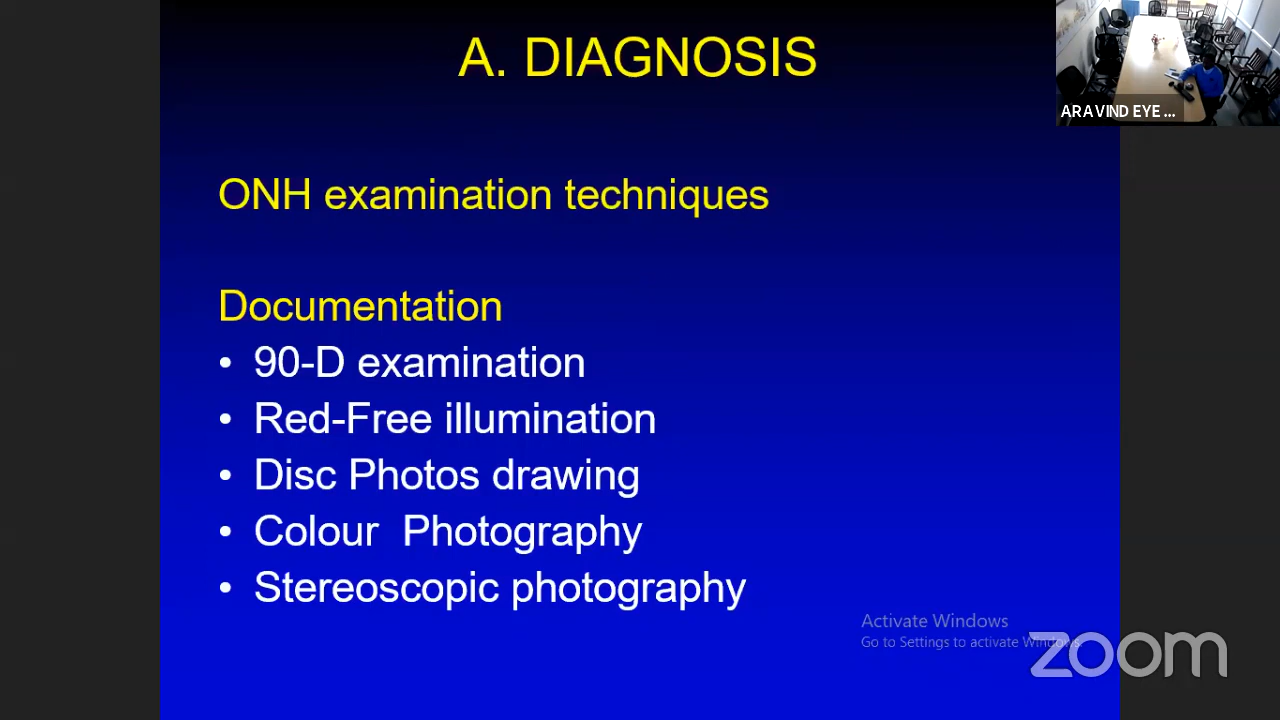 A. DIAGNOSIS
ARAVIND EYE ...
ONH examination techniques
Documentation
• 90-D examination
• Red-Free illumination
• Disc Photos drawing
• Colour Photography
• Stereoscopic photography
Activate Windows
Go to Settings to activate Windows.
zoom